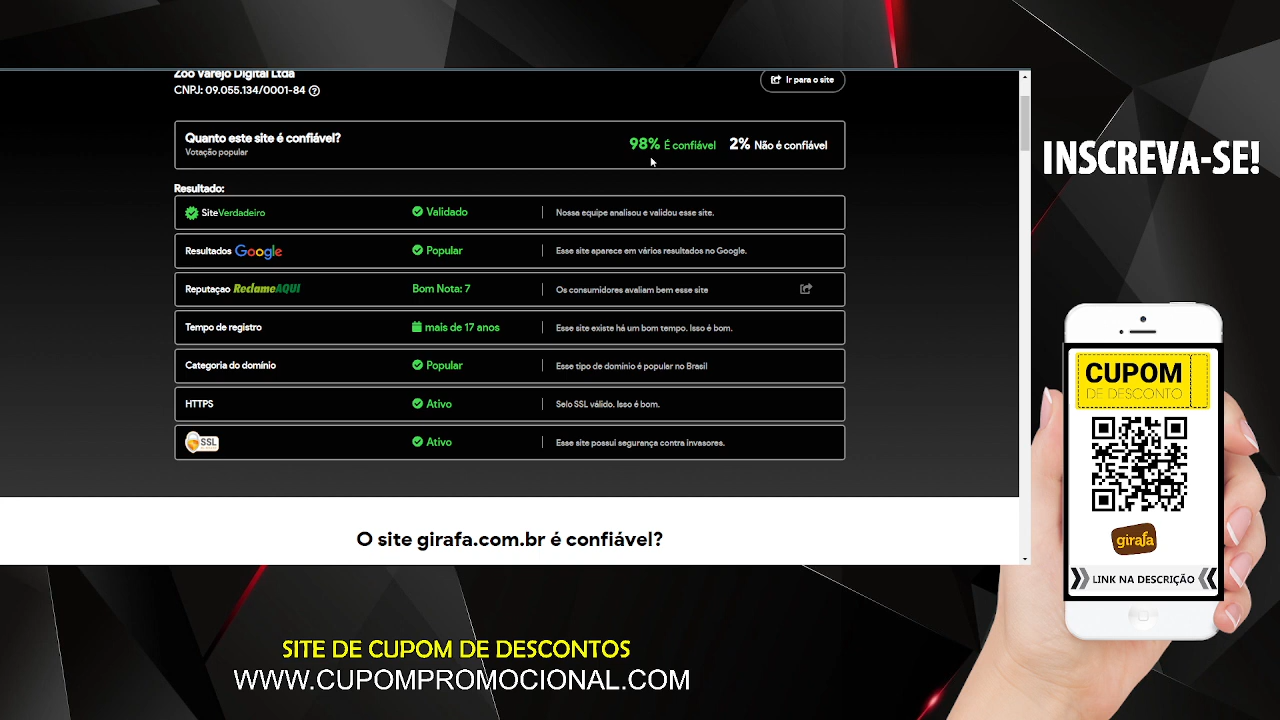 Zoo Varejo Digital Ltda
CNPJ: 09.055.134/0001-84
Ir para o site
Quanto este site é confiável?
Votação popular
98% É confiável 2% Não é confiável
Resultado:
SiteVerdadeiro Validado Nossa equipe analisou e validou esse site.
Resultados Google Popular Esse site aparece em vários resultados no Google.
Reputaçao ReclameAQUI Bom Nota: 7 Os consumidores avaliam bem esse site
Tempo de registro mais de 17 anos Esse site existe há um bom tempo. Isso é bom.
Categoria do domínio Popular Esse tipo de domínio é popular no Brasil
HTTPS Ativo Selo SSL válido. Isso é bom.
SSL Ativo Esse site possui segurança contra invasores.
O site girafa.com.br é confiável?
INSCREVA-SE!
CUPOM
DE DESCONTO
girafa
LINK NA DESCRIÇÃO
SITE DE CUPOM DE DESCONTOS
WWW.CUPOMPROMOCIONAL.COM